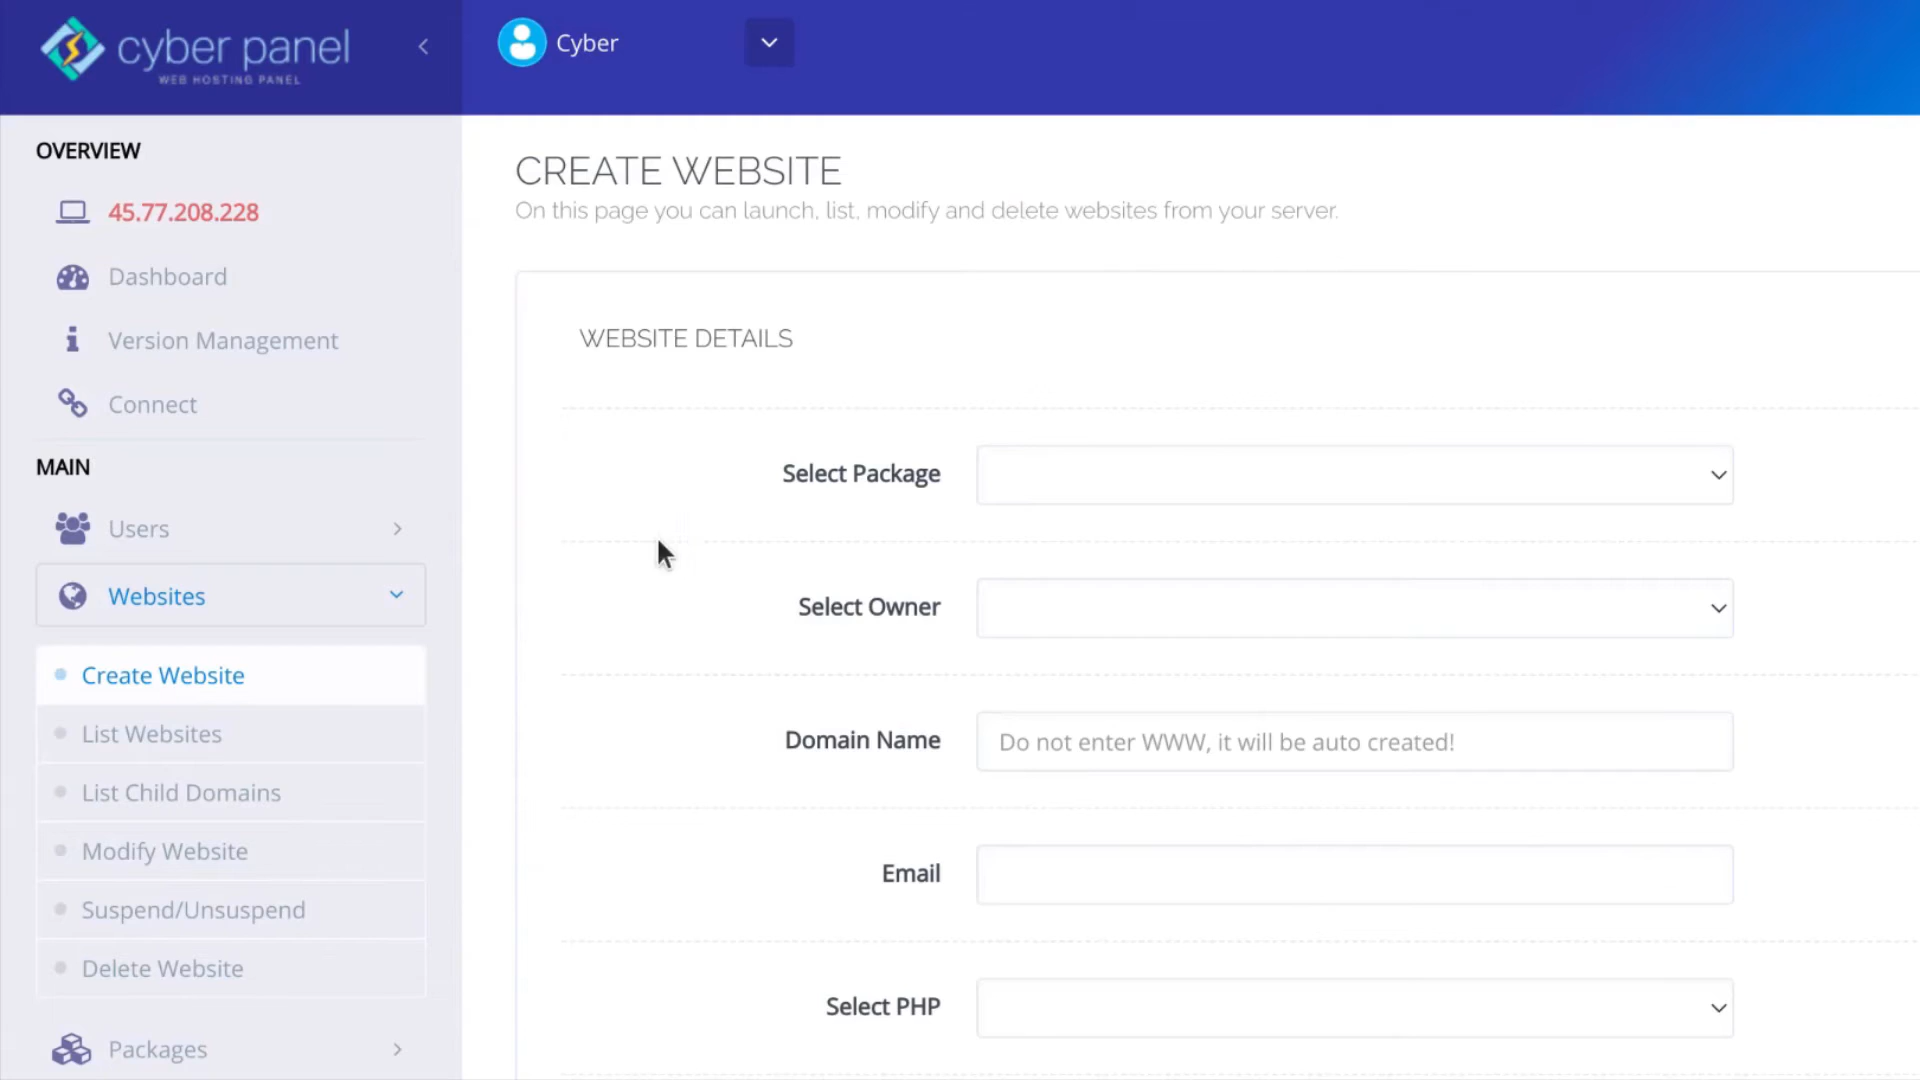 cyber panel
WEB HOSTING PANEL
Cyber
OVERVIEW
45.77.208.228
Dashboard
Version Management
Connect
MAIN
Users
Websites
Create Website
List Websites
List Child Domains
Modify Website
Suspend/Unsuspend
Delete Website
Packages
CREATE WEBSITE
On this page you can launch, list, modify and delete websites from your server.
WEBSITE DETAILS
Select Package
Select Owner
Domain Name
Do not enter WWW, it will be auto created!
Email
Select PHP